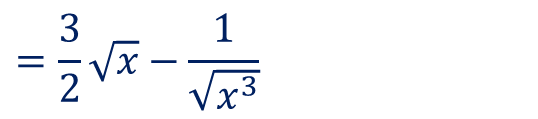 = 3/2 √x − 1/√x³